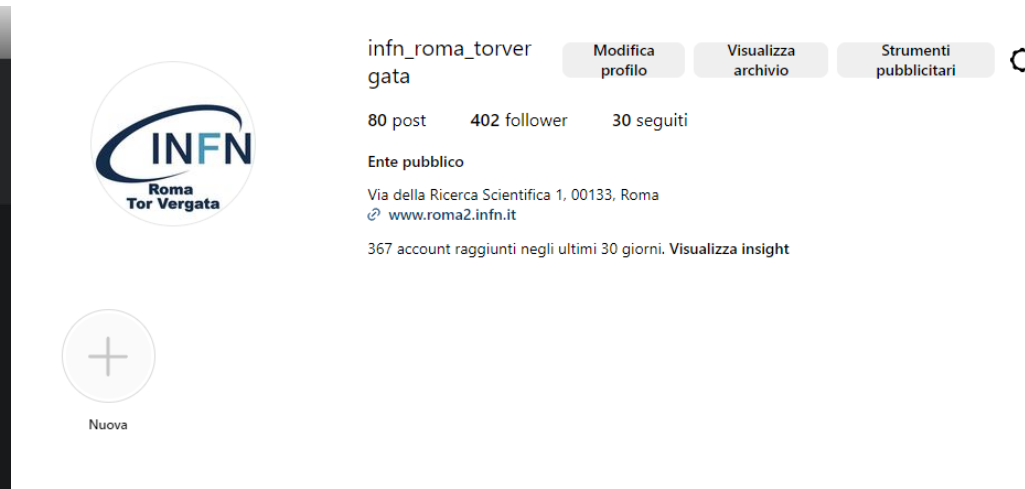 infn_roma_torver
gata
Modifica
profilo
Visualizza
archivio
Strumenti
pubblicitari
80 post 402 follower 30 seguiti
Ente pubblico
Via della Ricerca Scientifica 1, 00133, Roma
www.roma2.infn.it
367 account raggiunti negli ultimi 30 giorni. Visualizza insight
INFN
Roma
Tor Vergata
Nuova